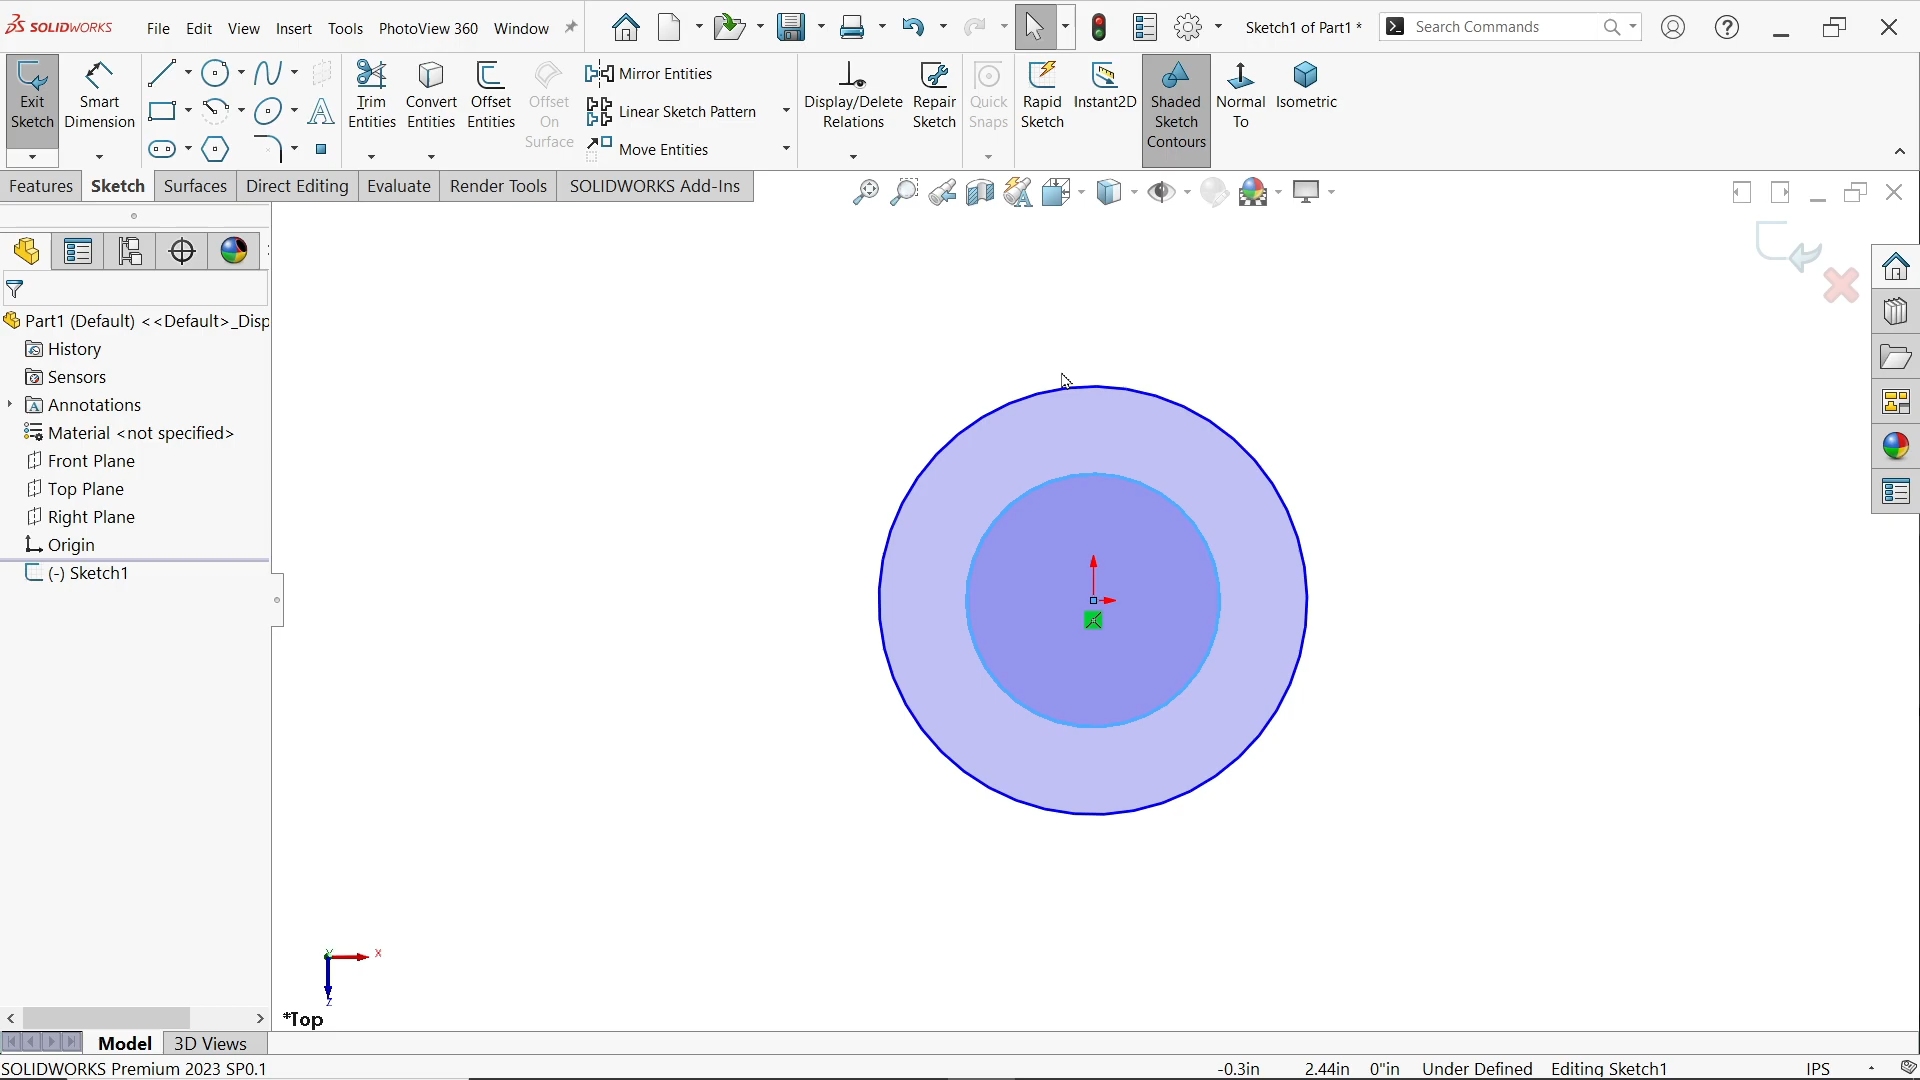 SOLIDWORKS
File Edit View Insert Tools PhotoView 360 Window
Sketch1 of Part1 *
Search Commands
Exit Sketch
Smart Dimension
Trim Entities
Convert Entities
Offset Entities
Offset On Surface
Mirror Entities
Linear Sketch Pattern
Move Entities
Display/Delete Relations
Repair Sketch
Quick Snaps
Rapid Sketch
Instant2D
Shaded Sketch Contours
Normal To
Isometric
Features Sketch Surfaces Direct Editing Evaluate Render Tools SOLIDWORKS Add-Ins
Part1 (Default) <<Default>_Disp
History
Sensors
Annotations
Material <not specified>
Front Plane
Top Plane
Right Plane
Origin
(-) Sketch1
Y
X
Z
*Top
Model 3D Views
SOLIDWORKS Premium 2023 SP0.1
-0.3in 2.44in 0"in Under Defined Editing Sketch1 IPS